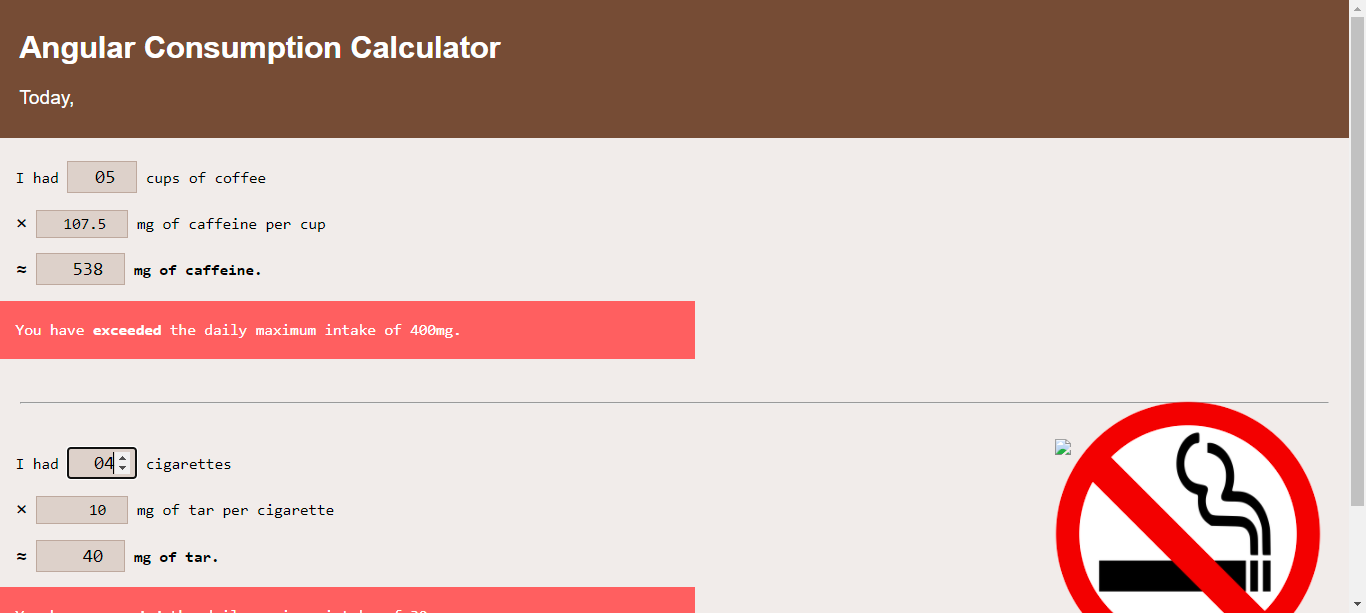 Angular Consumption Calculator
Today,
I had 05 cups of coffee
× 107.5 mg of caffeine per cup
≈ 538 mg of caffeine.
You have exceeded the daily maximum intake of 400mg.
I had 04 cigarettes
× 10 mg of tar per cigarette
≈ 40 mg of tar.